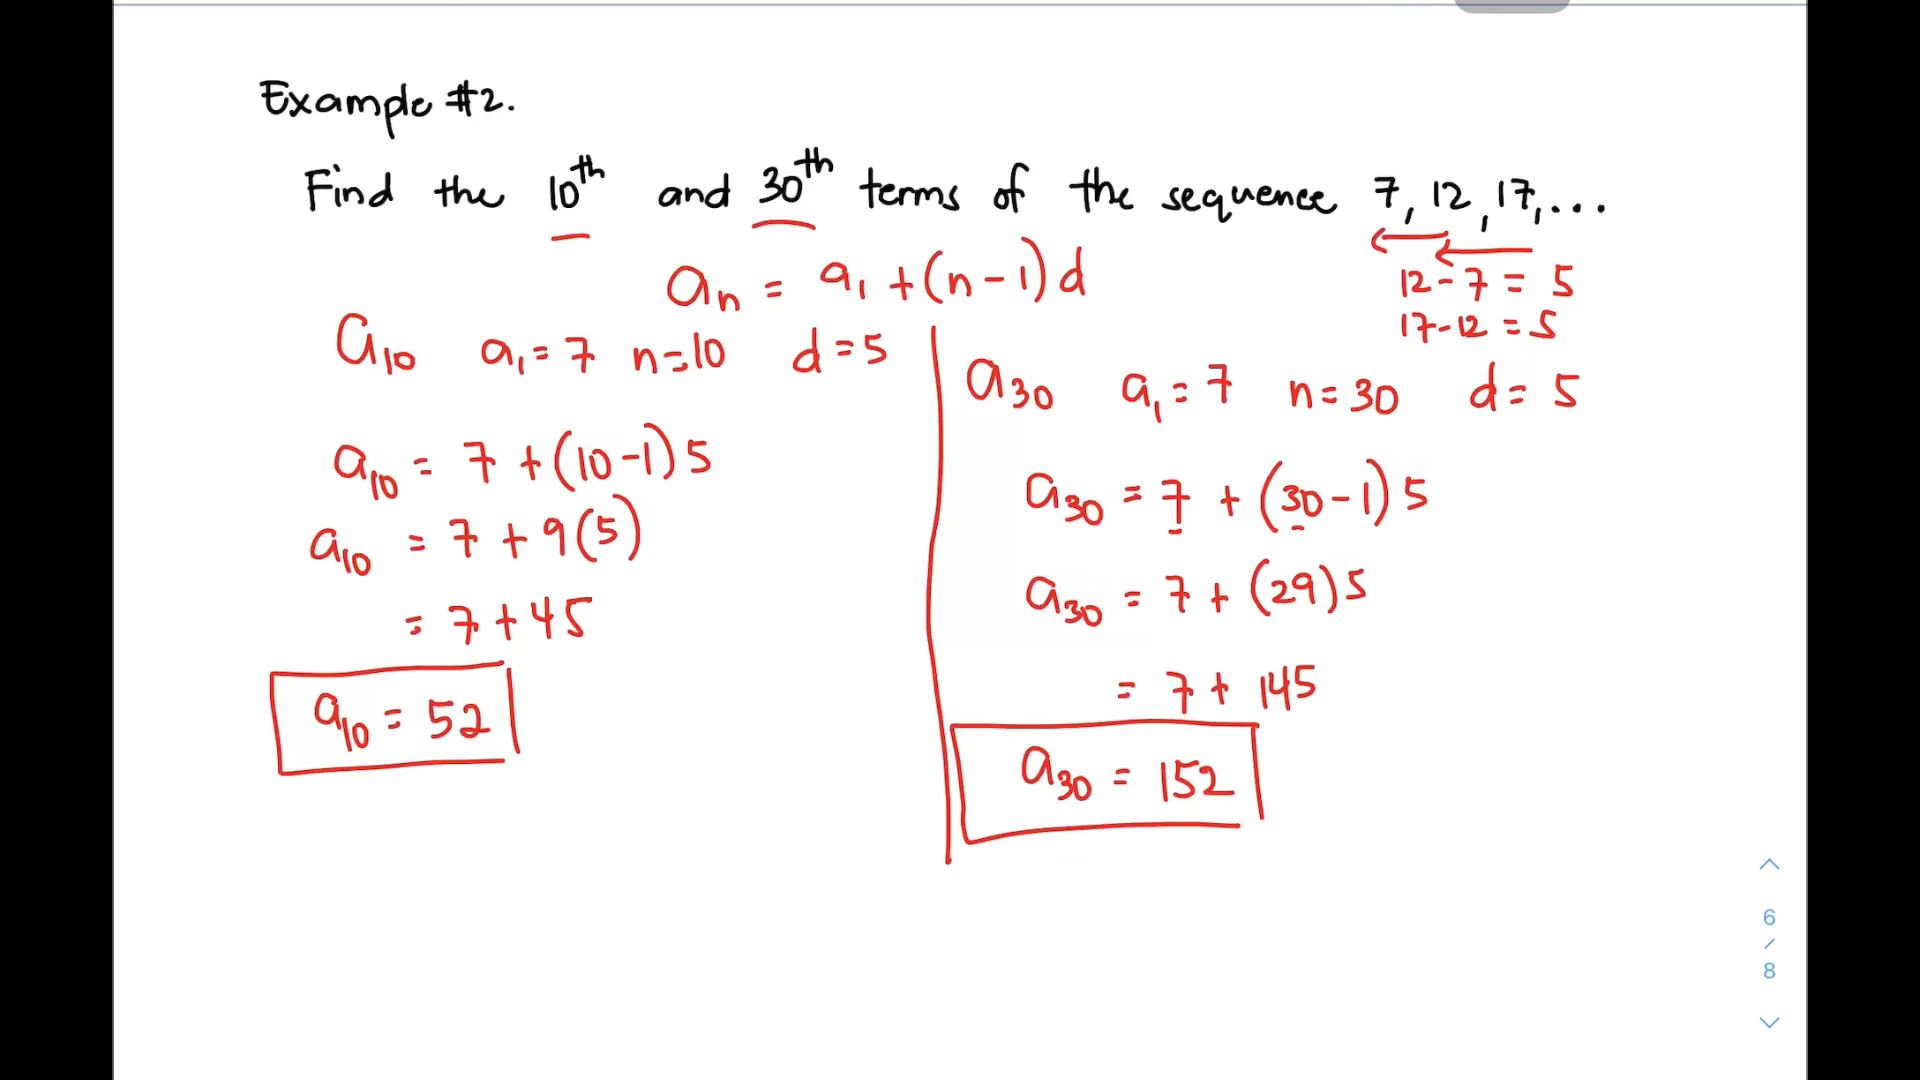 Example #2.
Find the 10th and 30th terms of the sequence 7, 12, 17, ...
an = a1 + (n-1)d
12-7 = 5
17-12 = 5
a10 a1=7 n=10 d=5
a10 = 7 + (10-1)5
a10 = 7 + 9(5)
= 7 + 45
a10 = 52
a30 a1=7 n=30 d=5
a30 = 7 + (30-1)5
a30 = 7 + (29)5
= 7 + 145
a30 = 152
6
/
8